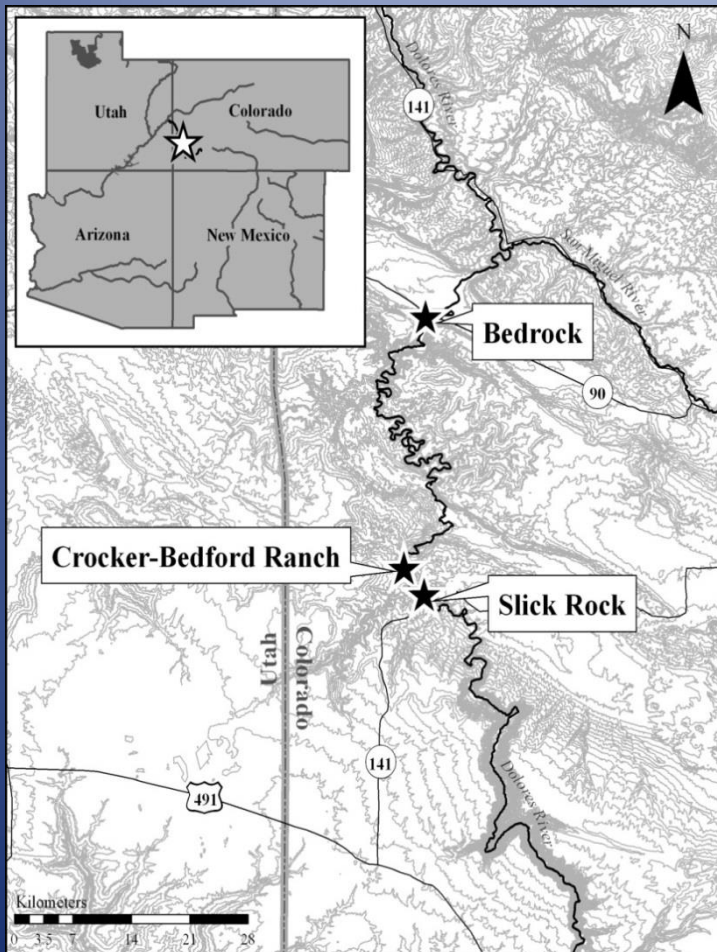 Utah
Colorado
Arizona
New Mexico
N
141
Dolores River
San Miguel River
Bedrock
90
Crocker-Bedford Ranch
Slick Rock
Utah
Colorado
141
491
Dolores River
Kilometers
0 3.5 7 14 21 28